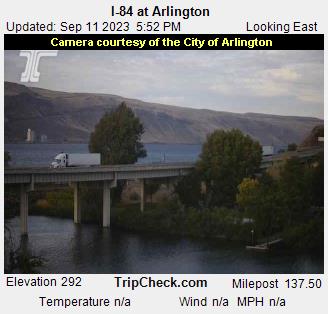 I-84 at Arlington
Updated: Sep 11 2023 5:52 PM Looking East
Camera courtesy of the City of Arlington
Elevation 292 TripCheck.com Milepost 137.50
Temperature n/a Wind n/a MPH n/a